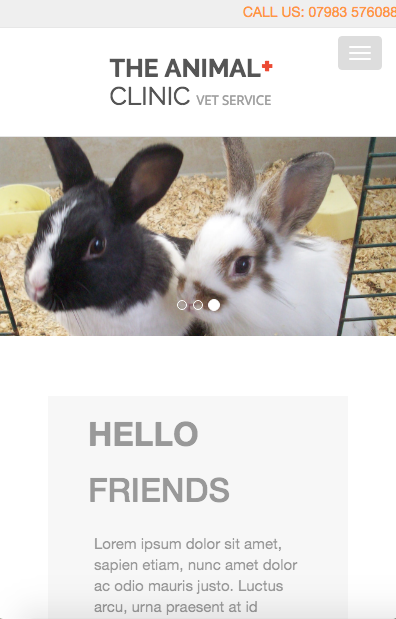 CALL US: 07983 576088
THE ANIMAL+
CLINIC VET SERVICE
HELLO
FRIENDS
Lorem ipsum dolor sit amet,
sapien etiam, nunc amet dolor
ac odio mauris justo. Luctus
arcu, urna praesent at id